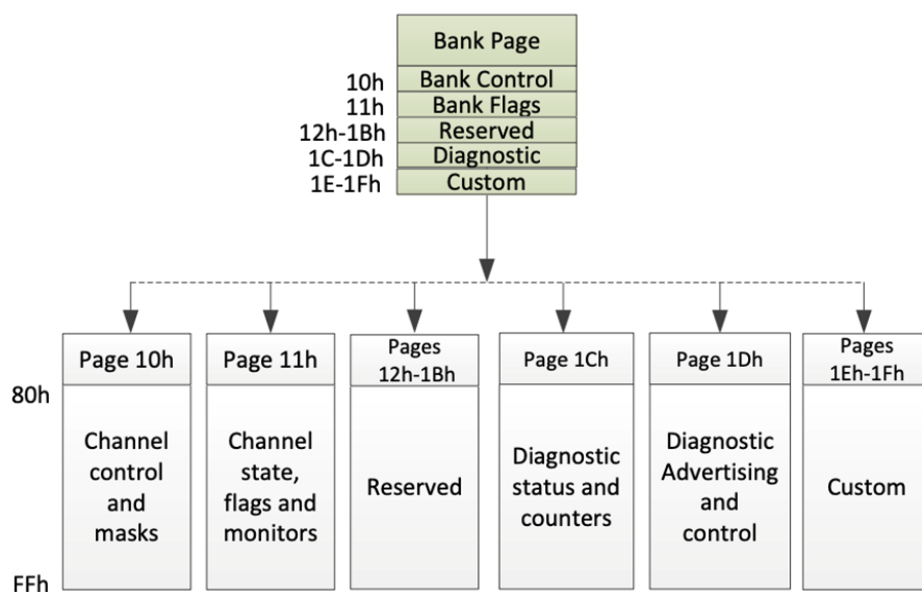 Bank Page
10h Bank Control
11h Bank Flags
12h-1Bh Reserved
1C-1Dh Diagnostic
1E-1Fh Custom
Page 10h
Page 11h
Pages
12h-1Bh
Page 1Ch
Page 1Dh
Pages
1Eh-1Fh
80h
Channel
control
and
masks
Channel
state,
flags and
monitors
Reserved
Diagnostic
status and
counters
Diagnostic
Advertising
and
control
Custom
FFh